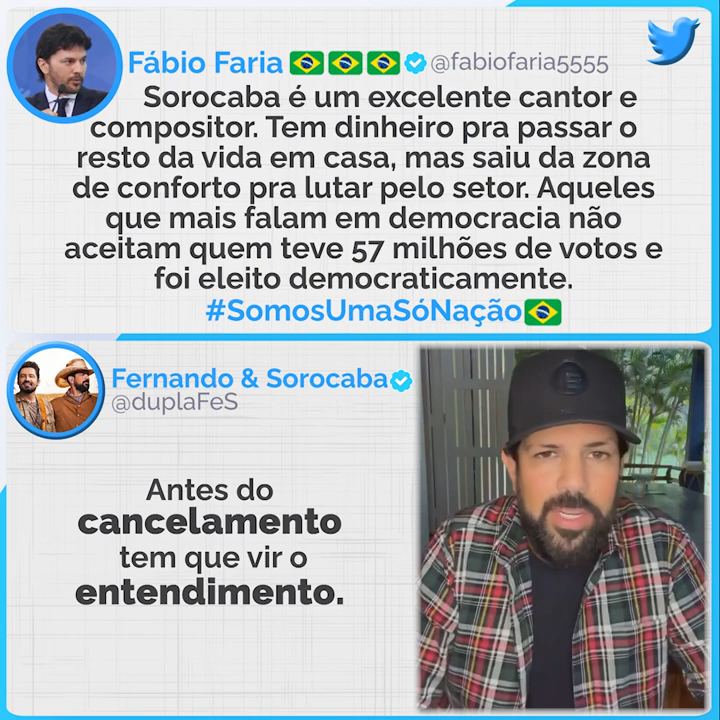 Fábio Faria 🇧🇷🇧🇷🇧🇷 @fabiofaria5555
Sorocaba é um excelente cantor e
compositor. Tem dinheiro pra passar o
resto da vida em casa, mas saiu da zona
de conforto pra lutar pelo setor. Aqueles
que mais falam em democracia não
aceitam quem teve 57 milhões de votos e
foi eleito democraticamente.
#SomosUmaSóNação🇧🇷
Fernando & Sorocaba
@duplaFeS
Antes do
cancelamento
tem que vir o
entendimento.